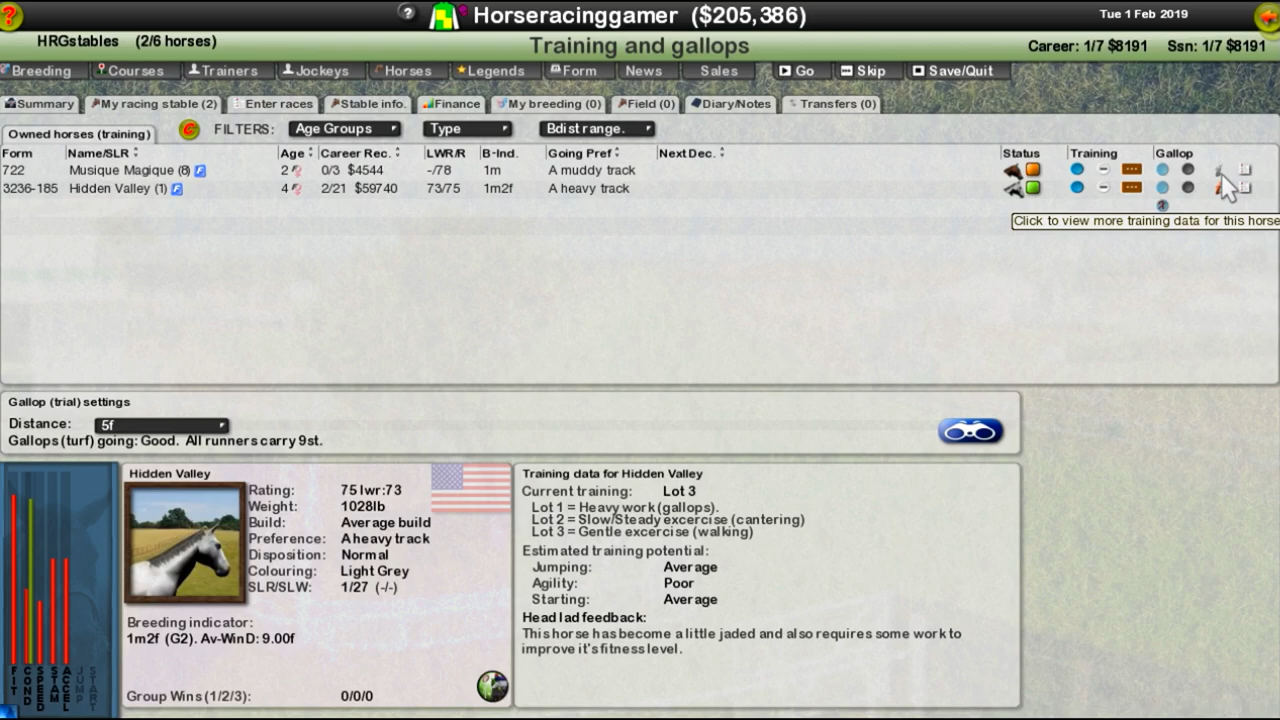 ?
?
Horseracinggamer ($205,386)
Tue 1 Feb 2019
HRGstables (2/6 horses)
Training and gallops
Career: 1/7 $8191 Ssn: 1/7 $8191
Breeding Courses Trainers Jockeys Horses Legends Form News Sales Go Skip Save/Quit
Summary My racing stable (2) Enter races Stable info. Finance My breeding (0) Field (0) Diary/Notes Transfers (0)
Owned horses (training) FILTERS: Age Groups Type Bdist range.
Form Name/SLR Age Career Rec. LWR/R B-Ind. Going Pref Next Dec. Status Training Gallop
722 Musique Magique (8) 2 0/3 $4544 -/78 1m A muddy track
3236-185 Hidden Valley (1) 4 2/21 $59740 73/75 1m2f A heavy track
Click to view more training data for this horse
Gallop (trial) settings
Distance: 5f
Gallops (turf) going: Good. All runners carry 9st.
Hidden Valley
Rating: 75 lwr:73
Weight: 1028lb
Build: Average build
Preference: A heavy track
Disposition: Normal
Colouring: Light Grey
SLR/SLW: 1/27 (-/-)
Breeding indicator:
1m2f (G2). Av-WinD: 9.00f
Group Wins (1/2/3): 0/0/0
FIT COND SPEED STAM ACCEL JUMP START
Training data for Hidden Valley
Current training: Lot 3
Lot 1 = Heavy work (gallops).
Lot 2 = Slow/Steady excercise (cantering)
Lot 3 = Gentle excercise (walking)
Estimated training potential:
Jumping: Average
Agility: Poor
Starting: Average
Head lad feedback:
This horse has become a little jaded and also requires some work to
improve it's fitness level.